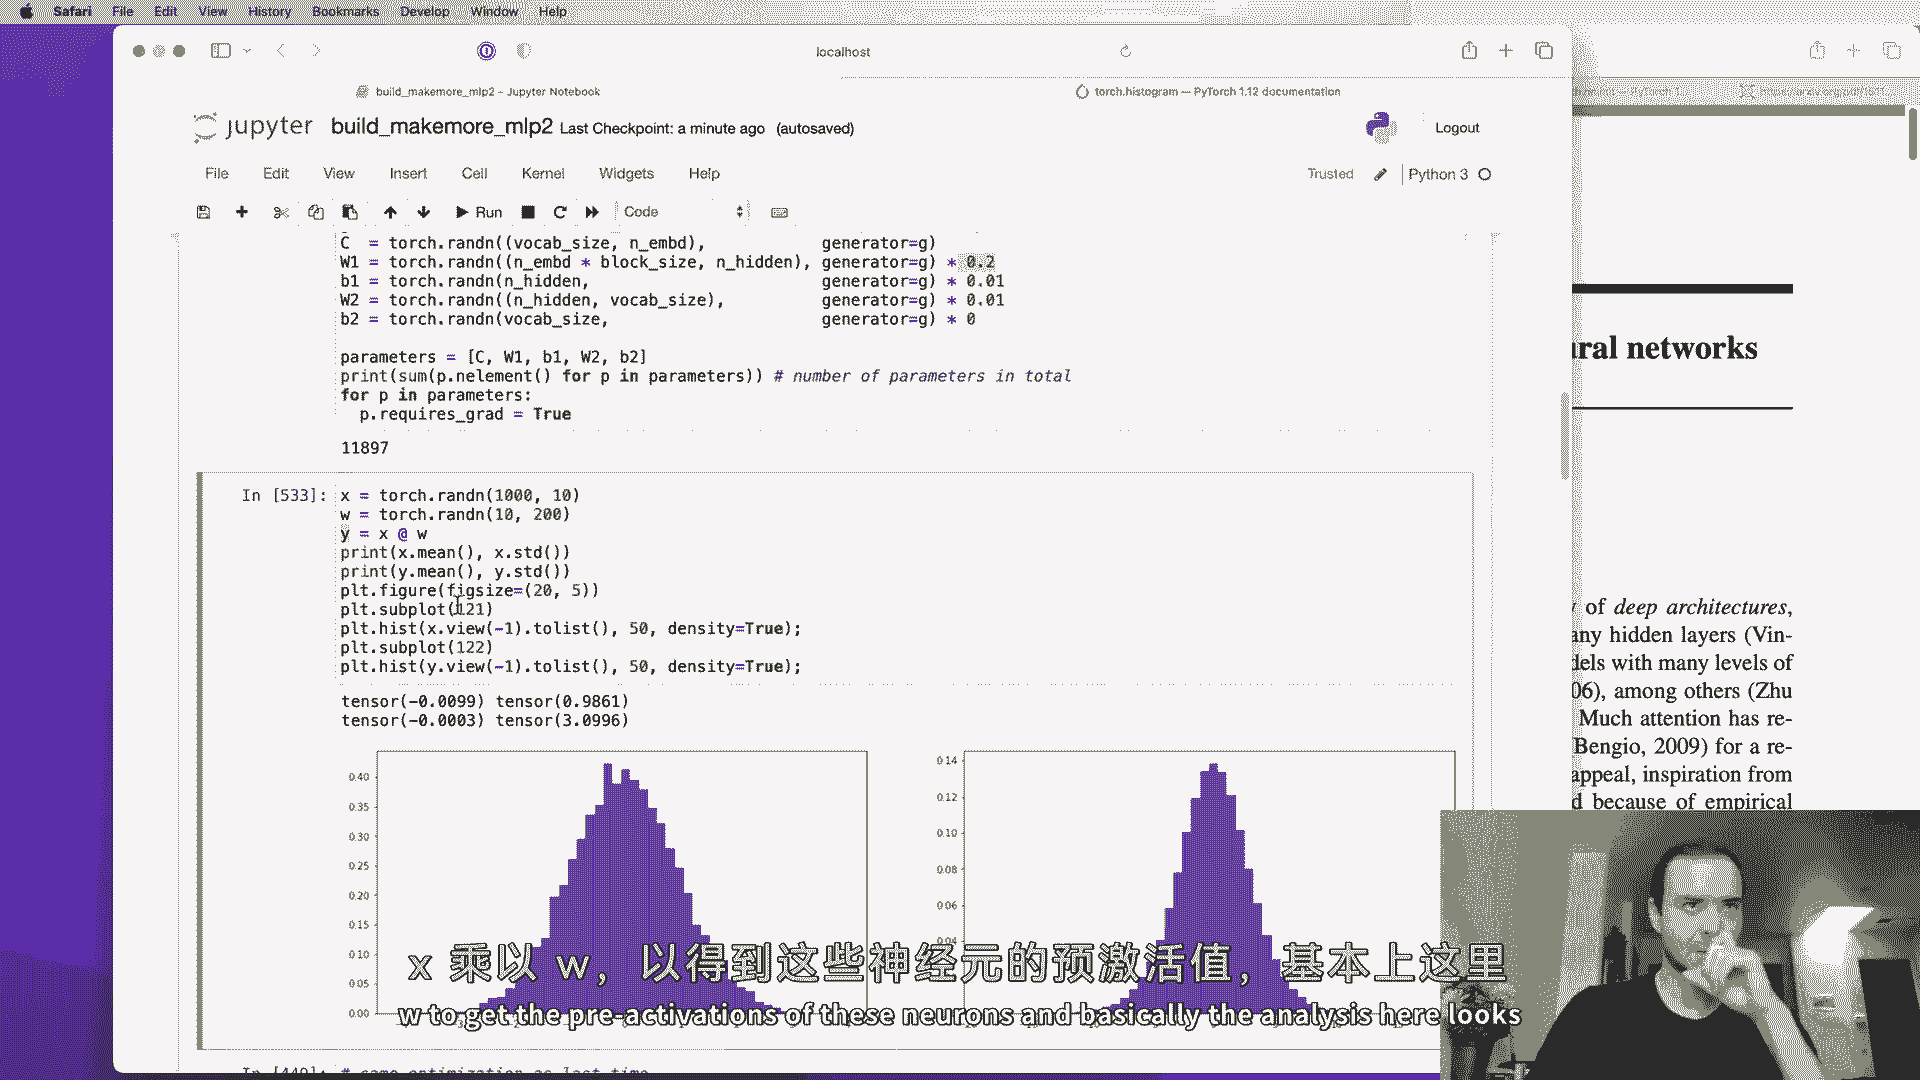 Safari File Edit View History Bookmarks Develop Window Help
localhost
build_makemore_mlp2 - Jupyter Notebook
torch.histogram — PyTorch 1.12 documentation
jupyter build_makemore_mlp2 Last Checkpoint: a minute ago (autosaved)
Logout
File Edit View Insert Cell Kernel Widgets Help
Trusted Python 3
Run Code
C = torch.randn((vocab_size, n_embd), generator=g)
W1 = torch.randn((n_embd * block_size, n_hidden), generator=g) * 0.2
b1 = torch.randn(n_hidden, generator=g) * 0.01
W2 = torch.randn((n_hidden, vocab_size), generator=g) * 0.01
b2 = torch.randn(vocab_size, generator=g) * 0
parameters = [C, W1, b1, W2, b2]
print(sum(p.nelement() for p in parameters)) # number of parameters in total
for p in parameters:
p.requires_grad = True
11897
In [533]: x = torch.randn(1000, 10)
w = torch.randn(10, 200)
y = x @ w
print(x.mean(), x.std())
print(y.mean(), y.std())
plt.figure(figsize=(20, 5))
plt.subplot(121)
plt.hist(x.view(-1).tolist(), 50, density=True);
plt.subplot(122)
plt.hist(y.view(-1).tolist(), 50, density=True);
tensor(-0.0099) tensor(0.9861)
tensor(-0.0003) tensor(3.0996)
0.40
0.35
0.30
0.25
0.20
0.15
0.10
0.05
0.00
0.14
0.12
0.10
0.08
0.06
0.04
In [449]: # same optimization as last time
ural networks
of deep architectures,
any hidden layers (Vin-
dels with many levels of
06), among others (Zhu
Much attention has re-
Bengio, 2009) for a re-
appeal, inspiration from
d because of empirical
x 乘以 w，以得到这些神经元的预激活值，基本上这里
w to get the pre-activations of these neurons and basically the analysis here looks